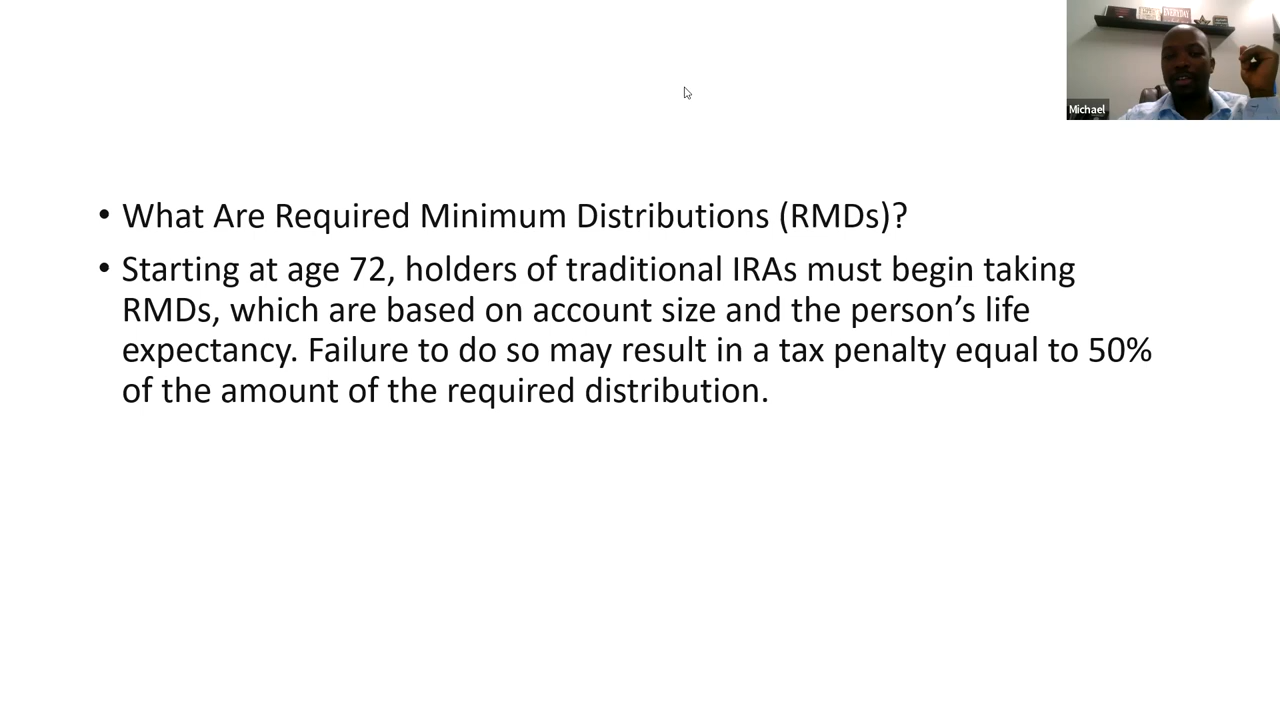 • What Are Required Minimum Distributions (RMDs)?
• Starting at age 72, holders of traditional IRAs must begin taking
RMDs, which are based on account size and the person’s life
expectancy. Failure to do so may result in a tax penalty equal to 50%
of the amount of the required distribution.
EVERYDAY
Michael